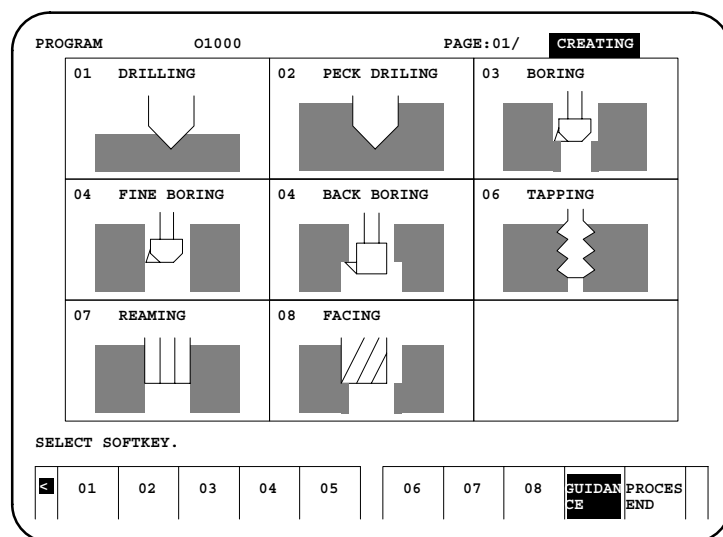 PROGRAM O1000 PAGE:01/ CREATING
01 DRILLING 02 PECK DRILING 03 BORING
04 FINE BORING 04 BACK BORING 06 TAPPING
07 REAMING 08 FACING
SELECT SOFTKEY.
< 01 02 03 04 05 06 07 08 GUIDAN PROCES
CE END